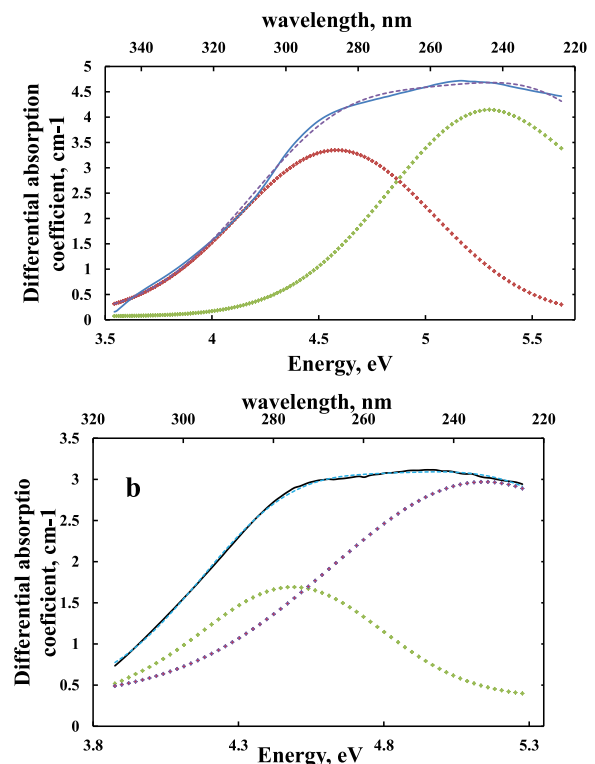 wavelength, nm
340 320 300 280 260 240 220
Differential absorption
coefficient, cm-1
5
4.5
4
3.5
3
2.5
2
1.5
1
0.5
0
3.5 4 4.5 5 5.5
Energy, eV
wavelength, nm
320 300 280 260 240 220
Differential absorptio
coeficient, cm-1
3.5
3
2.5
2
1.5
1
0.5
0
b
3.8 4.3 4.8 5.3
Energy, eV